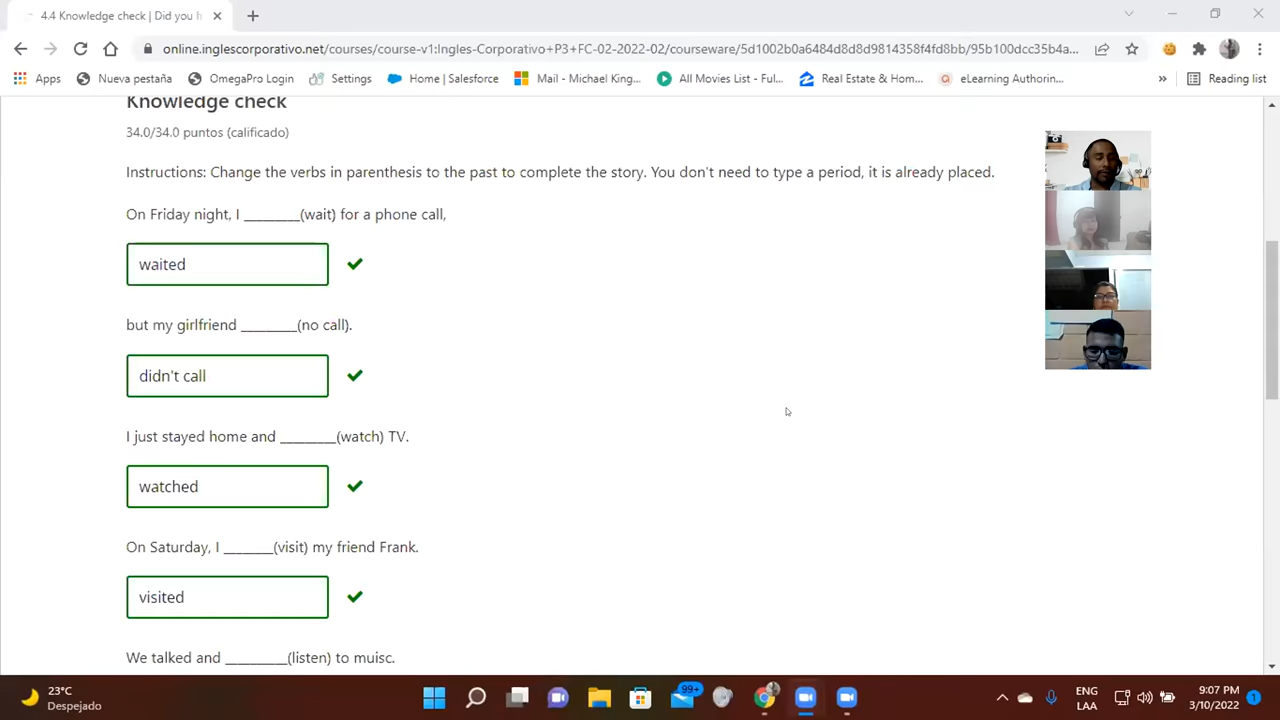 4.4 Knowledge check | Did you h
online.inglescorporativo.net/courses/course-v1:Ingles-Corporativo+P3+FC-02-2022-02/courseware/5d1002b0a6484d8d8d9814358f4fd8bb/95b100dcc35b4a...
Apps Nueva pestaña OmegaPro Login Settings Home | Salesforce Mail - Michael King... All Movies List - Ful... Real Estate & Hom... eLearning Authorin... » Reading list
Knowledge check
34.0/34.0 puntos (calificado)
Instructions: Change the verbs in parenthesis to the past to complete the story. You don't need to type a period, it is already placed.
On Friday night, I ________(wait) for a phone call,
waited
but my girlfriend ________(no call).
didn't call
I just stayed home and ________(watch) TV.
watched
On Saturday, I _______(visit) my friend Frank.
visited
We talked and _________(listen) to muisc.
23°C
Despejado
99+
ENG
LAA
9:07 PM
3/10/2022
1